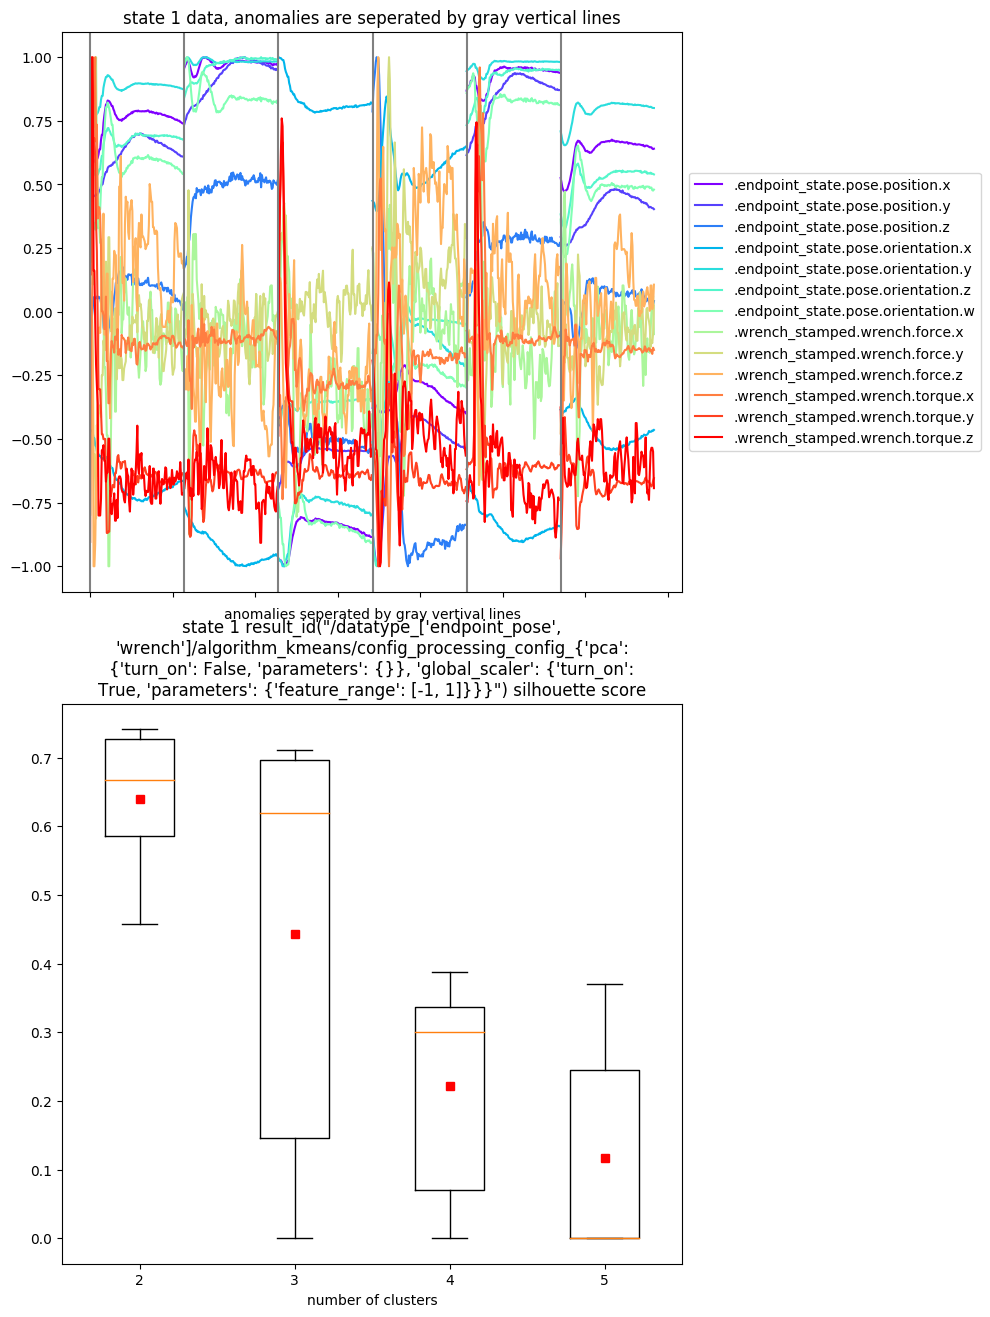 state 1 data, anomalies are seperated by gray vertical lines
1.00
0.75
0.50
0.25
0.00
−0.25
−0.50
−0.75
−1.00
.endpoint_state.pose.position.x
.endpoint_state.pose.position.y
.endpoint_state.pose.position.z
.endpoint_state.pose.orientation.x
.endpoint_state.pose.orientation.y
.endpoint_state.pose.orientation.z
.endpoint_state.pose.orientation.w
.wrench_stamped.wrench.force.x
.wrench_stamped.wrench.force.y
.wrench_stamped.wrench.force.z
.wrench_stamped.wrench.torque.x
.wrench_stamped.wrench.torque.y
.wrench_stamped.wrench.torque.z
anomalies seperated by gray vertival lines
state 1 result_id("/datatype_['endpoint_pose',
'wrench']/algorithm_kmeans/config_processing_config_{'pca':
{'turn_on': False, 'parameters': {}}, 'global_scaler': {'turn_on':
True, 'parameters': {'feature_range': [-1, 1]}}}") silhouette score
0.7
0.6
0.5
0.4
0.3
0.2
0.1
0.0
2 3 4 5
number of clusters